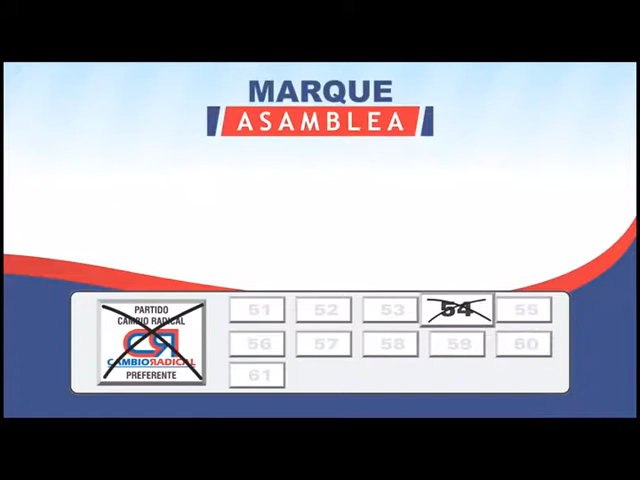 MARQUE
ASAMBLEA
PARTIDO
CAMBIO RADICAL
CR
CAMBIO RADICAL
PREFERENTE
51 52 53 54 55
56 57 58 59 60
61